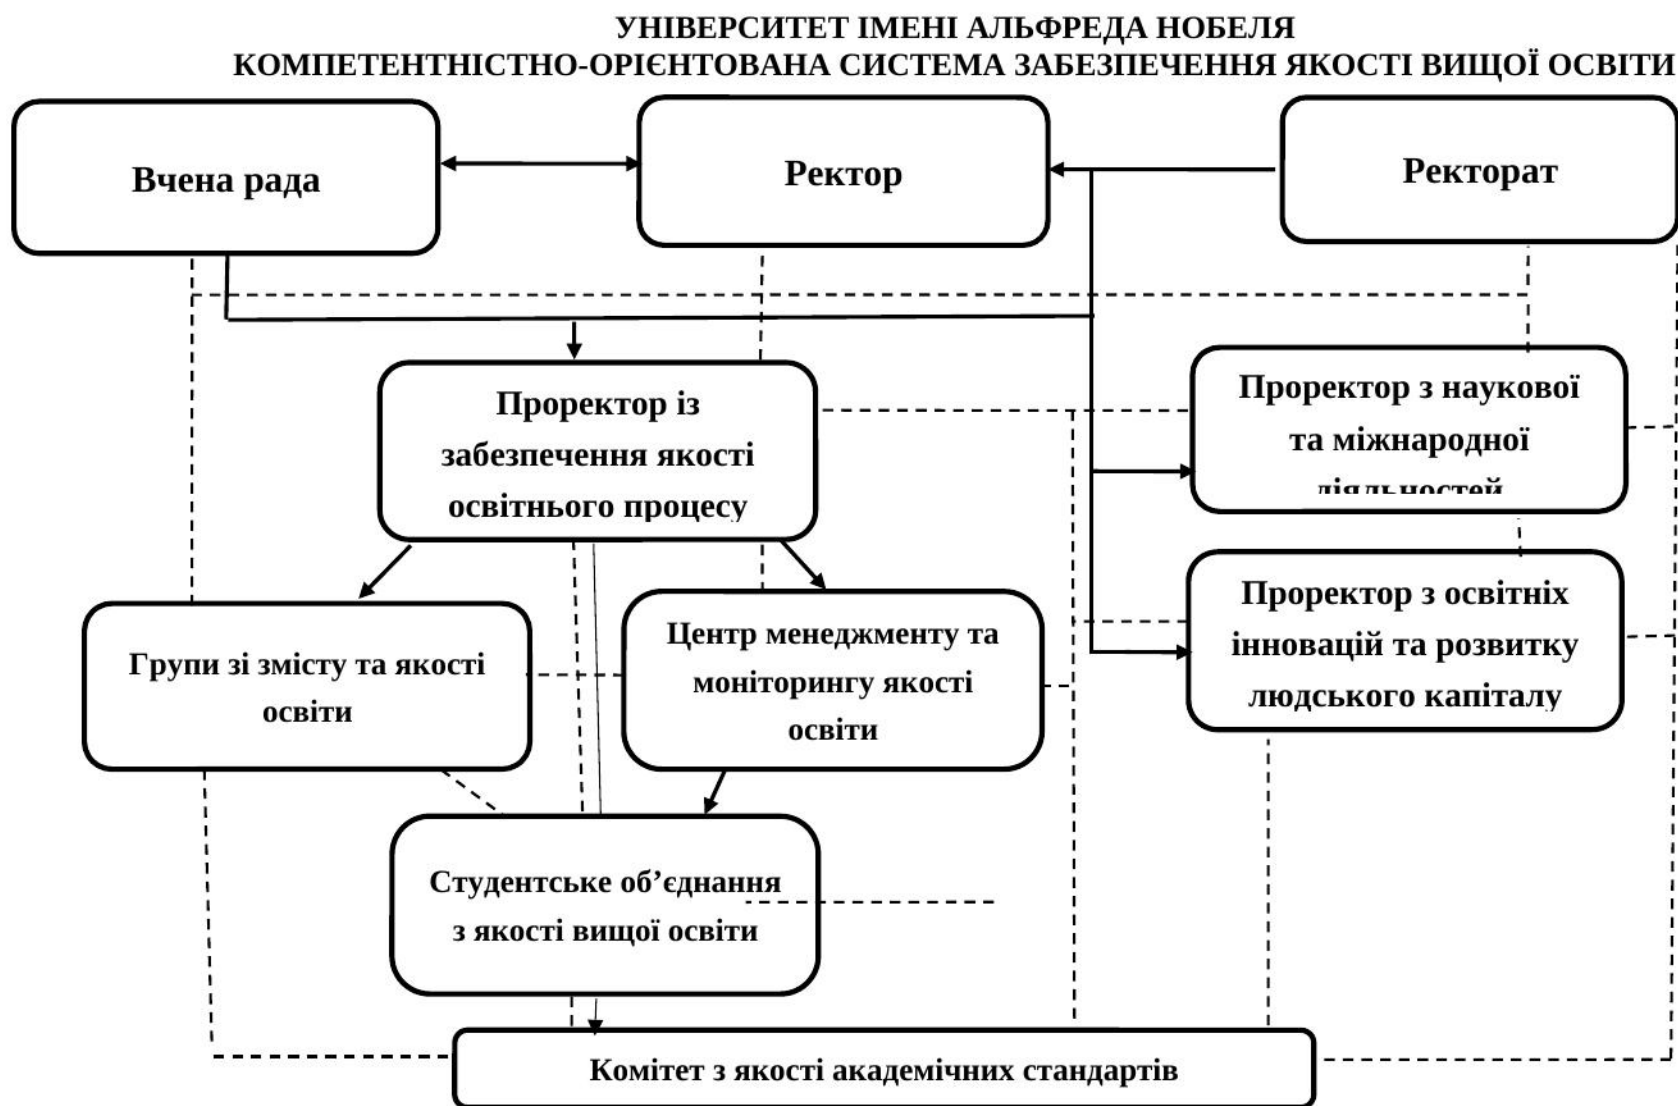 УНІВЕРСИТЕТ ІМЕНІ АЛЬФРЕДА НОБЕЛЯ
КОМПЕТЕНТНІСТНО-ОРІЄНТОВАНА СИСТЕМА ЗАБЕЗПЕЧЕННЯ ЯКОСТІ ВИЩОЇ ОСВІТИ
Вчена рада
Ректор
Ректорат
Проректор із
забезпечення якості
освітнього процесу
Проректор з наукової
та міжнародної
діяльностей
Групи зі змісту та якості
освіти
Центр менеджменту та
моніторингу якості
освіти
Проректор з освітніх
інновацій та розвитку
людського капіталу
Студентське об’єднання
з якості вищої освіти
Комітет з якості академічних стандартів